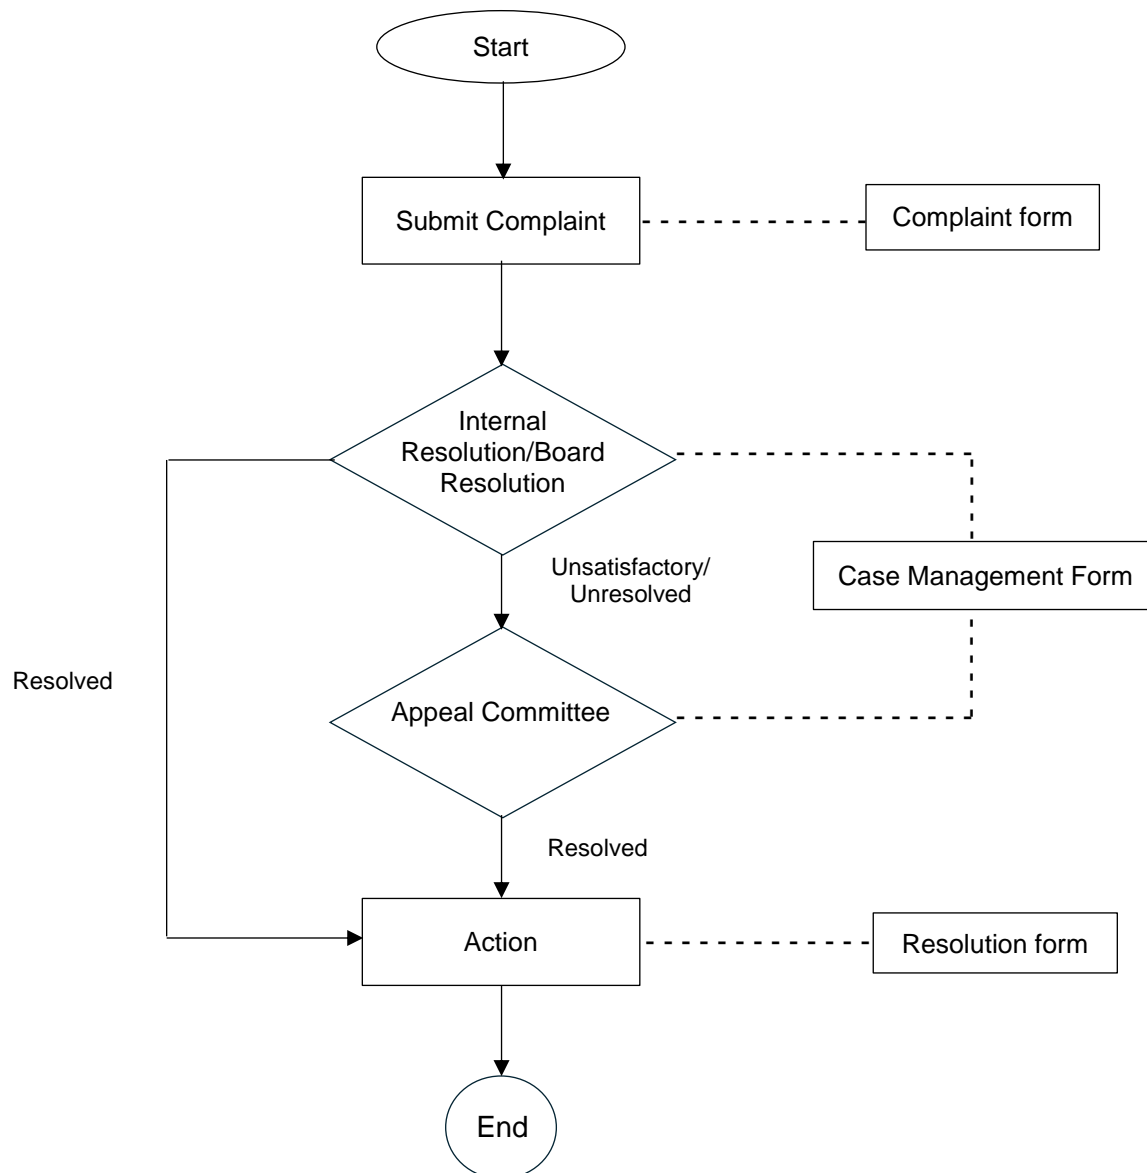 Start
Submit Complaint
Complaint form
Internal
Resolution/Board
Resolution
Unsatisfactory/
Unresolved
Case Management Form
Resolved
Appeal Committee
Resolved
Action
Resolution form
End